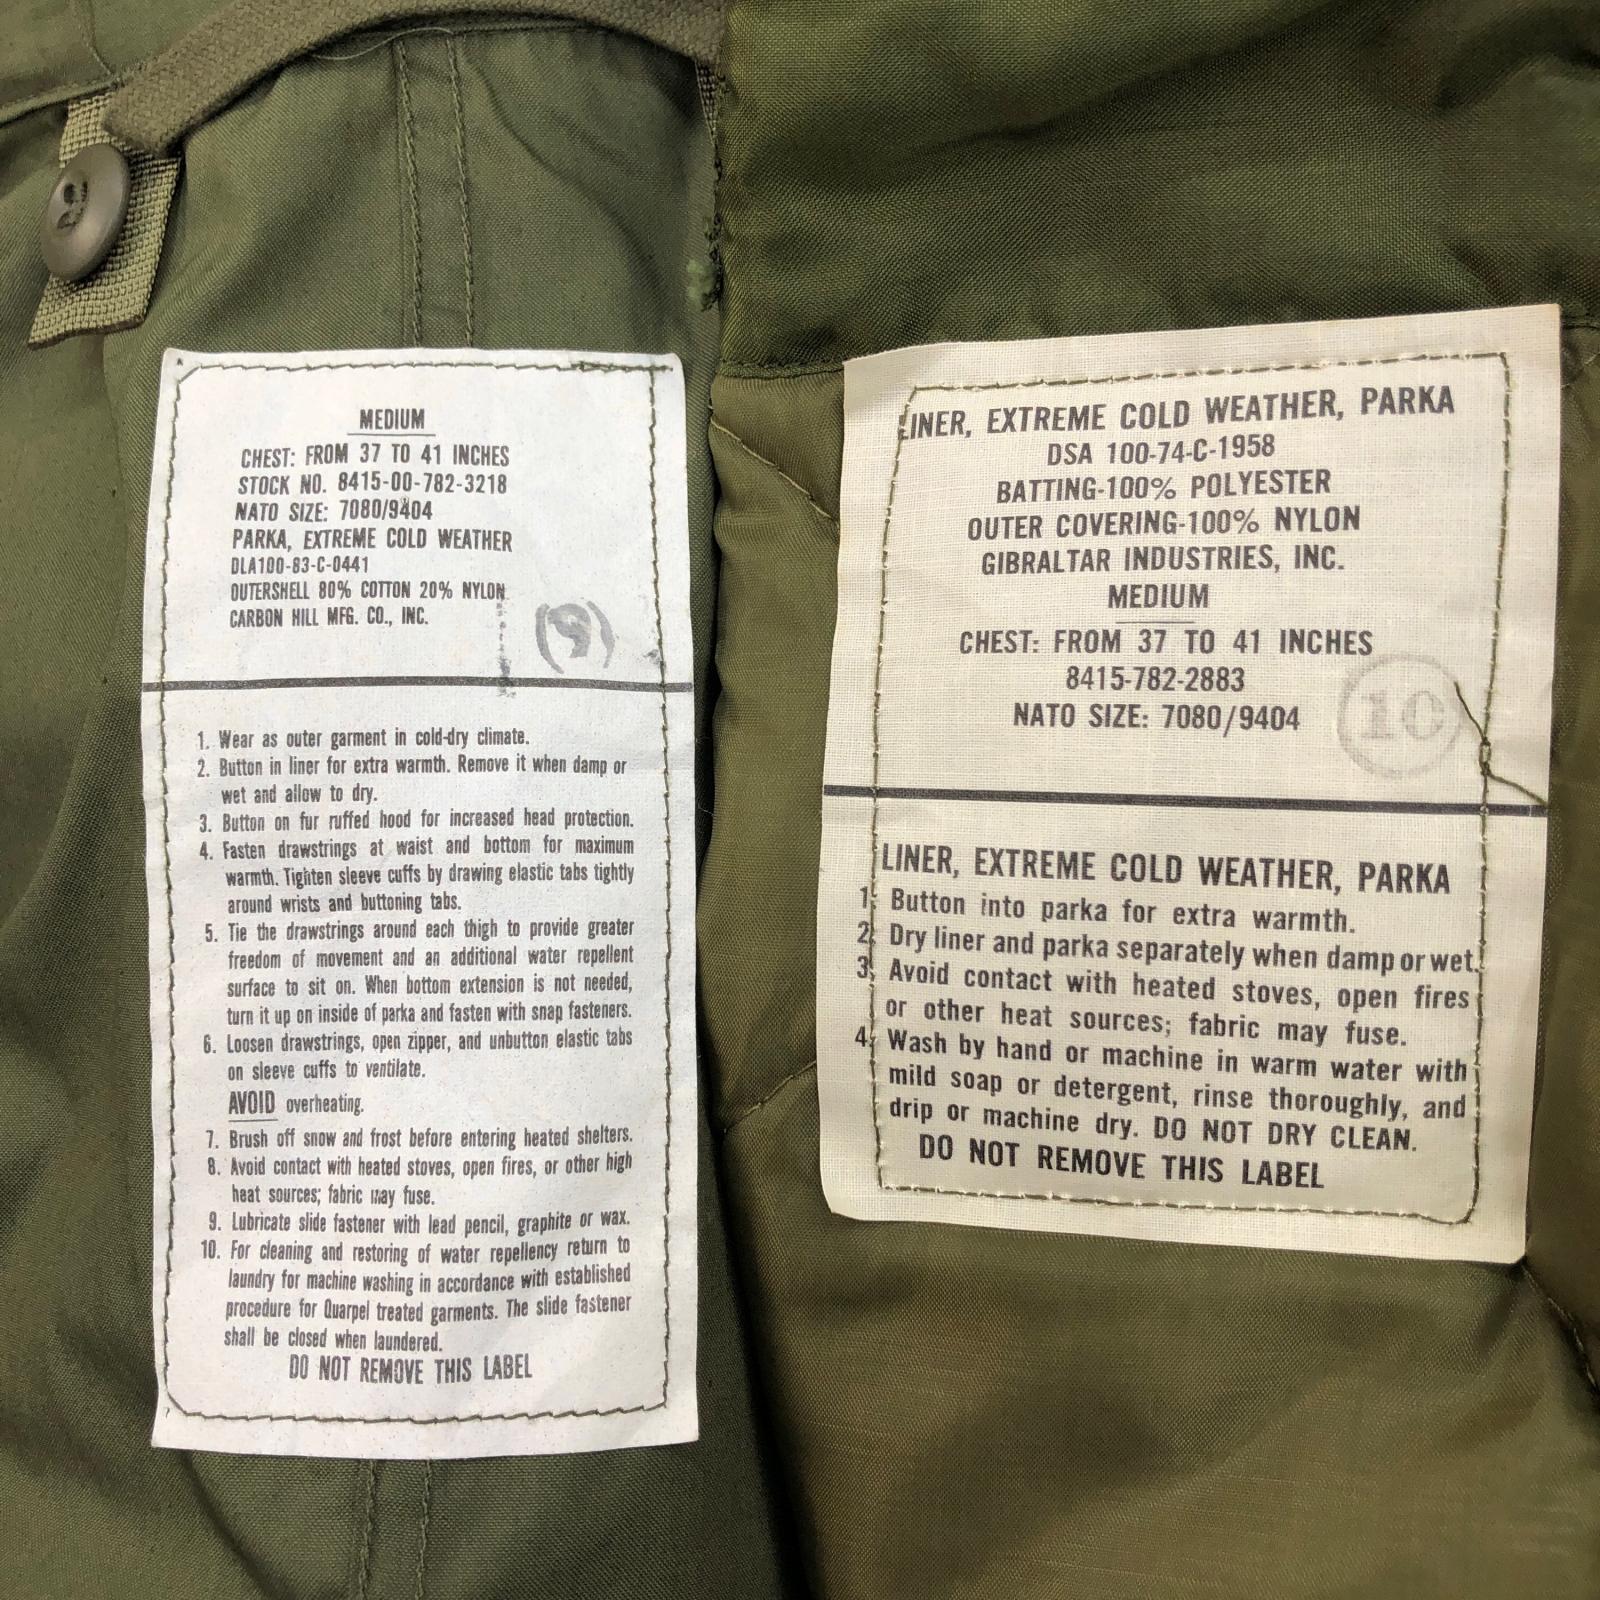 MEDIUM
CHEST: FROM 37 TO 41 INCHES
STOCK NO. 8415-00-782-3218
NATO SIZE: 7080/9404
PARKA, EXTREME COLD WEATHER
DLA100-83-C-0441
OUTERSHELL 80% COTTON 20% NYLON
CARBON HILL MFG. CO., INC.
(9)
1. Wear as outer garment in cold-dry climate.
2. Button in liner for extra warmth. Remove it when damp or
wet and allow to dry.
3. Button on fur ruffed hood for increased head protection.
4. Fasten drawstrings at waist and bottom for maximum
warmth. Tighten sleeve cuffs by drawing elastic tabs tightly
around wrists and buttoning tabs.
5. Tie the drawstrings around each thigh to provide greater
freedom of movement and an additional water repellent
surface to sit on. When bottom extension is not needed,
turn it up on inside of parka and fasten with snap fasteners.
6. Loosen drawstrings, open zipper, and unbutton elastic tabs
on sleeve cuffs to ventilate.
AVOID overheating.
7. Brush off snow and frost before entering heated shelters.
8. Avoid contact with heated stoves, open fires, or other high
heat sources; fabric may fuse.
9. Lubricate slide fastener with lead pencil, graphite or wax.
10. For cleaning and restoring of water repellency return to
laundry for machine washing in accordance with established
procedure for Quarpel treated garments. The slide fastener
shall be closed when laundered.
DO NOT REMOVE THIS LABEL
LINER, EXTREME COLD WEATHER, PARKA
DSA 100-74-C-1958
BATTING-100% POLYESTER
OUTER COVERING-100% NYLON
GIBRALTAR INDUSTRIES, INC.
MEDIUM
CHEST: FROM 37 TO 41 INCHES
8415-782-2883
NATO SIZE: 7080/9404
10
LINER, EXTREME COLD WEATHER, PARKA
1. Button into parka for extra warmth.
2. Dry liner and parka separately when damp or wet.
3. Avoid contact with heated stoves, open fires
or other heat sources; fabric may fuse.
4. Wash by hand or machine in warm water with
mild soap or detergent, rinse thoroughly, and
drip or machine dry. DO NOT DRY CLEAN.
DO NOT REMOVE THIS LABEL